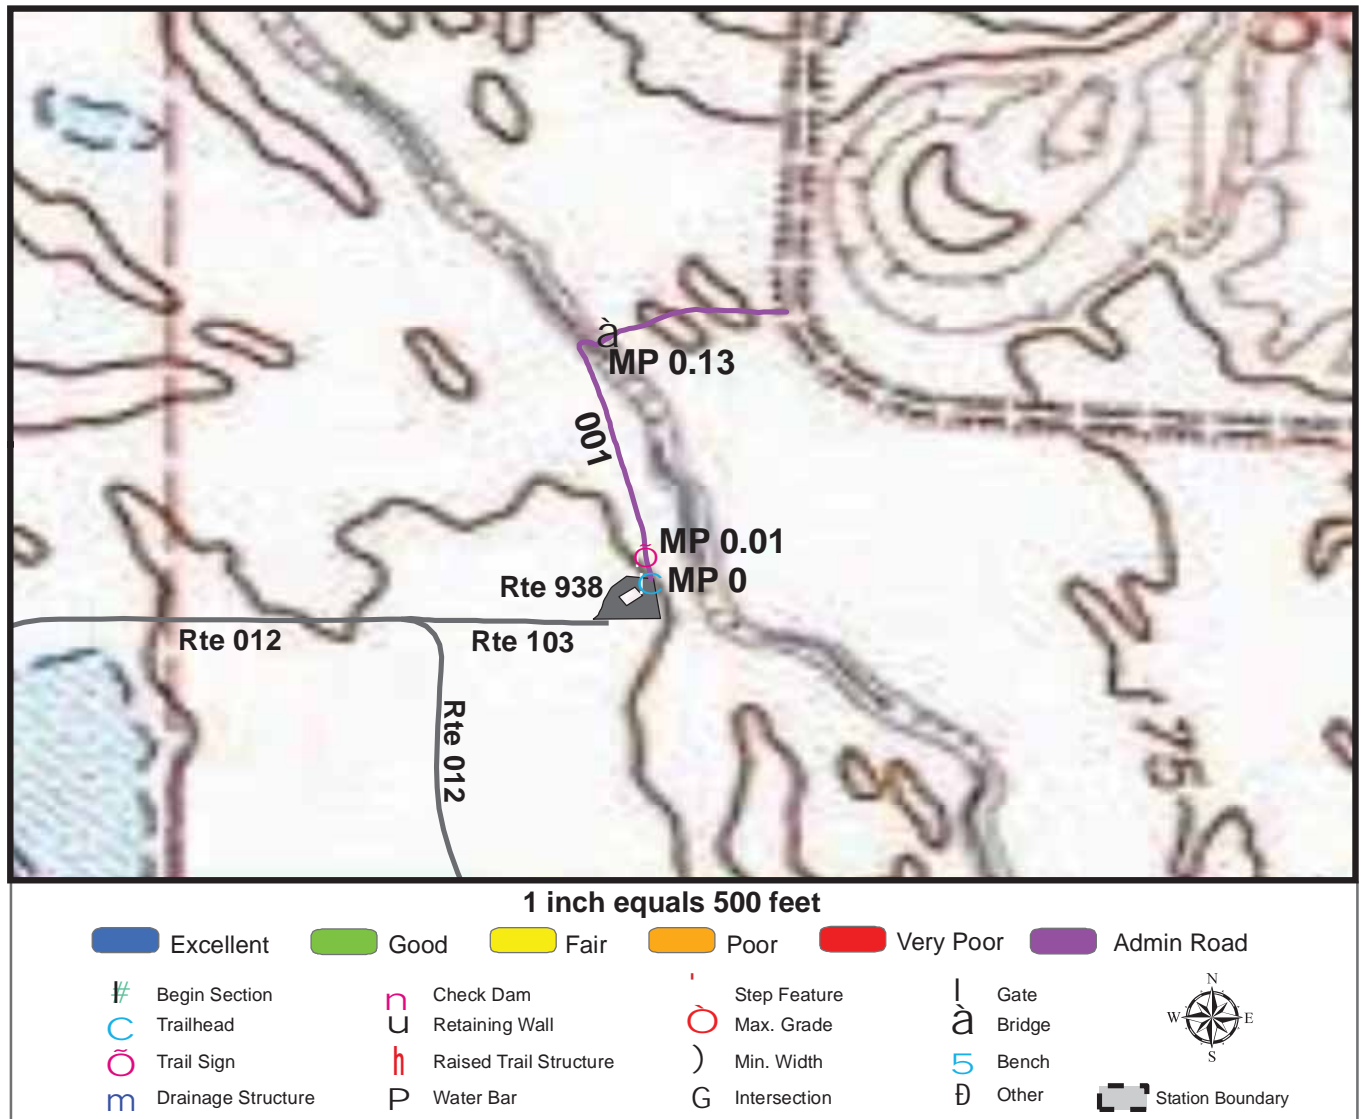 à
MP 0.13
001
MP 0.01
Õ
C MP 0
Rte 938
Rte 012
Rte 103
Rte 012
75
1 inch equals 500 feet
Excellent Good Fair Poor Very Poor Admin Road
# Begin Section
C Trailhead
Õ Trail Sign
m Drainage Structure
n Check Dam
u Retaining Wall
h Raised Trail Structure
P Water Bar
' Step Feature
Ò Max. Grade
) Min. Width
G Intersection
l Gate
à Bridge
5 Bench
Ð Other
N
W E
S
Station Boundary